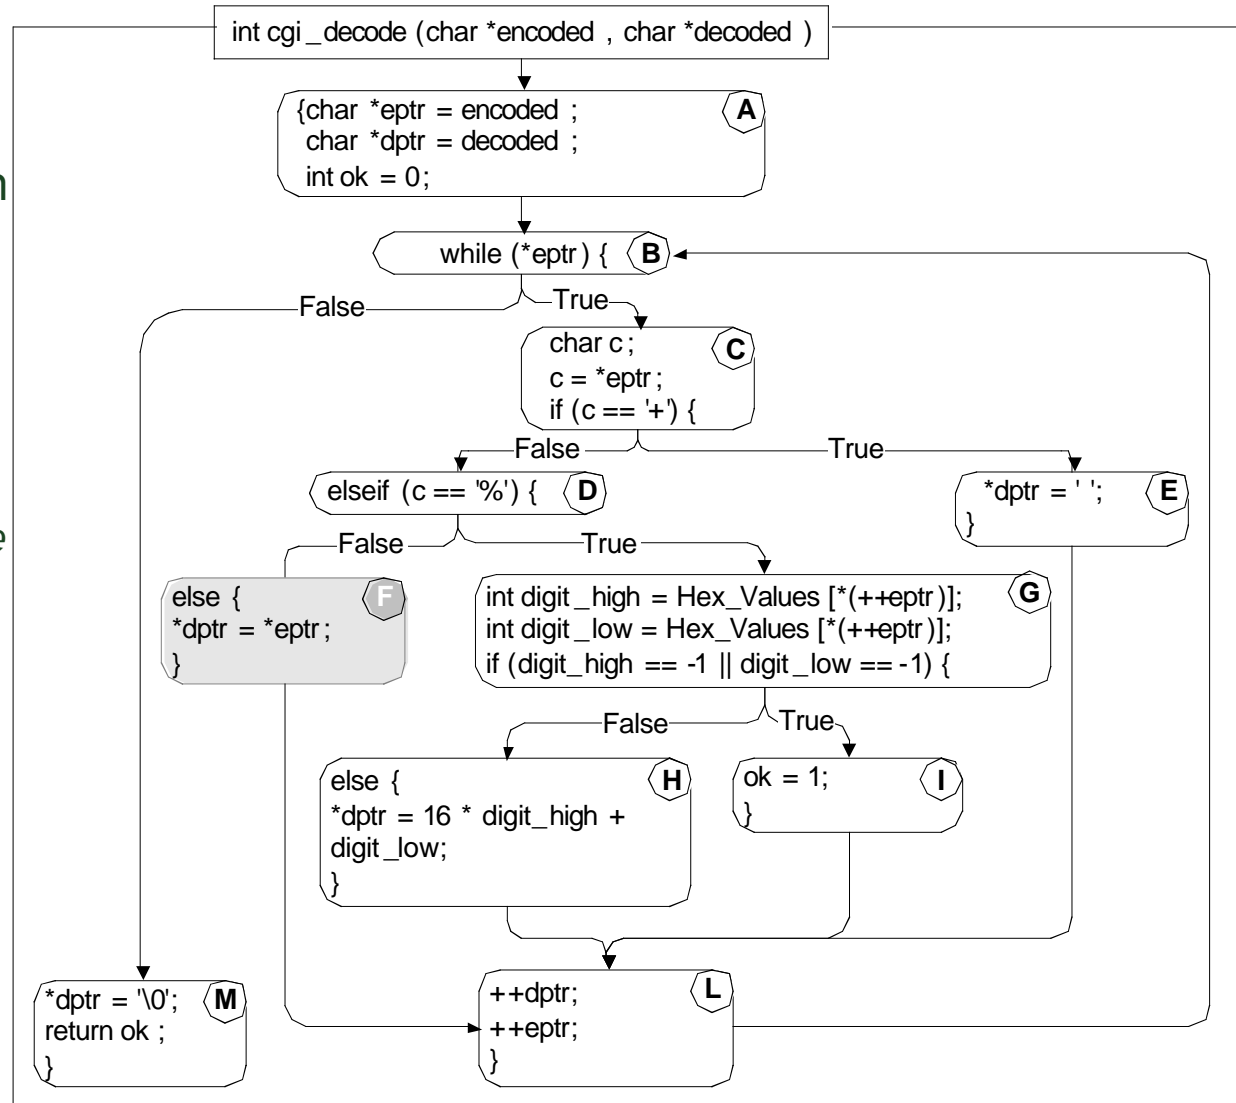 int cgi_decode (char *encoded , char *decoded )
{char *eptr = encoded ;
char *dptr = decoded ;
int ok = 0;
A
n
while (*eptr) {
B
False
True
char c;
c = *eptr;
if (c == '+') {
C
False
True
elseif (c == '%') {
D
*dptr = ' ';
}
E
e
False
True
else {
*dptr = *eptr;
}
F
int digit_high = Hex_Values [*(++eptr)];
int digit_low = Hex_Values [*(++eptr)];
if (digit_high == -1 || digit_low == -1) {
G
False
True
else {
*dptr = 16 * digit_high +
digit_low;
}
H
ok = 1;
}
I
*dptr = '\0';
return ok ;
}
M
++dptr;
++eptr;
}
L